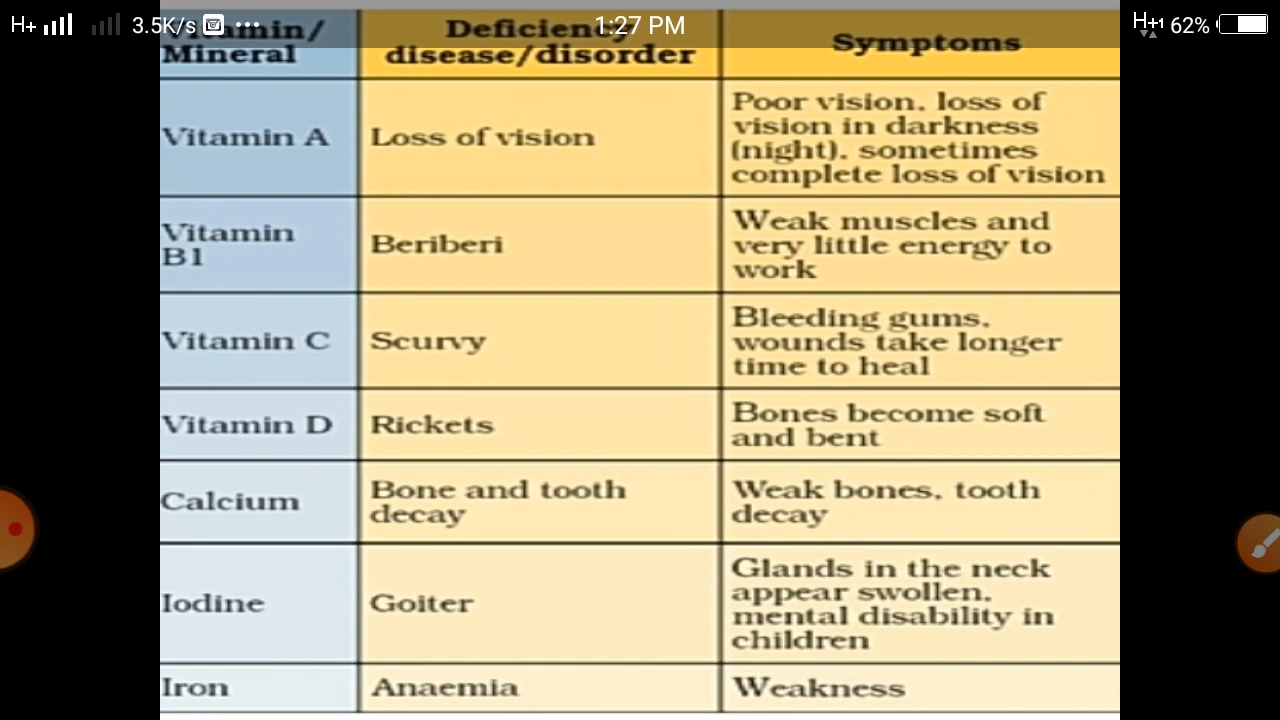 H+ 3.5K/s ... 1:27 PM H+1 62%
Vitamin/
Mineral
Deficiency
disease/disorder
Symptoms
Vitamin A
Loss of vision
Poor vision, loss of
vision in darkness
(night), sometimes
complete loss of vision
Vitamin
B1
Beriberi
Weak muscles and
very little energy to
work
Vitamin C
Scurvy
Bleeding gums,
wounds take longer
time to heal
Vitamin D
Rickets
Bones become soft
and bent
Calcium
Bone and tooth
decay
Weak bones, tooth
decay
Iodine
Goiter
Glands in the neck
appear swollen,
mental disability in
children
Iron
Anaemia
Weakness